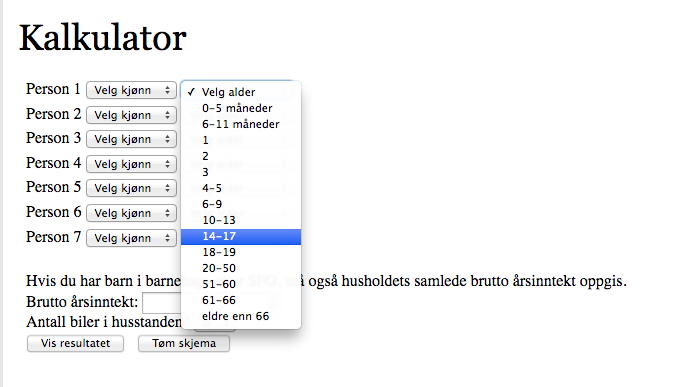 Kalkulator
Person 1 Velg kjønn
Person 2 Velg kjønn
Person 3 Velg kjønn
Person 4 Velg kjønn
Person 5 Velg kjønn
Person 6 Velg kjønn
Person 7 Velg kjønn
✓ Velg alder
0-5 måneder
6-11 måneder
1
2
3
4-5
6-9
10-13
14-17
18-19
20-50
51-60
61-66
eldre enn 66
Hvis du har barn i SFO, også husholdets samlede brutto årsinntekt oppgis.
Brutto årsinntekt:
Antall biler i husstanden
Vis resultatet Tøm skjema